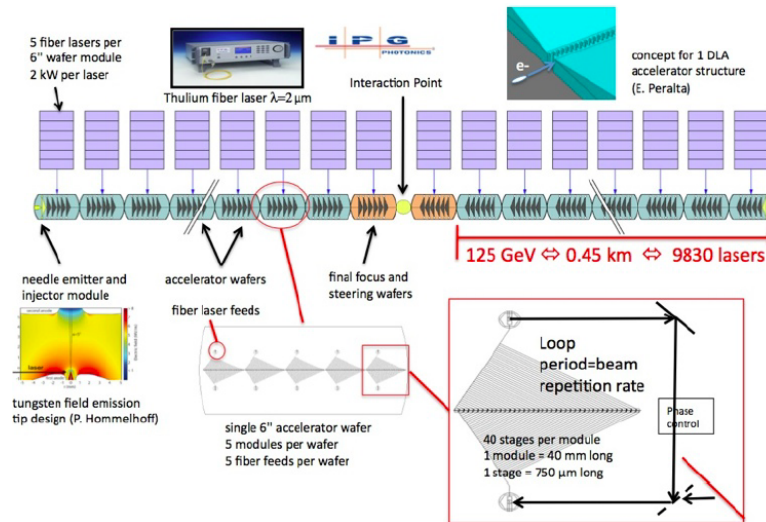 5 fiber lasers per
6" wafer module
2 kW per laser
Thulium fiber laser λ=2 μm
IPG
PHOTONICS
Interaction Point
e-
concept for 1 DLA
accelerator structure
(E. Peralta)
needle emitter and
injector module
accelerator wafers
final focus and
steering wafers
125 GeV ⇔ 0.45 km ⇔ 9830 lasers
fiber laser feeds
tungsten field emission
tip design (P. Hommelhoff)
single 6" accelerator wafer
5 modules per wafer
5 fiber feeds per wafer
Loop
period=beam
repetition rate
Phase
control
40 stages per module
1 module = 40 mm long
1 stage = 750 μm long